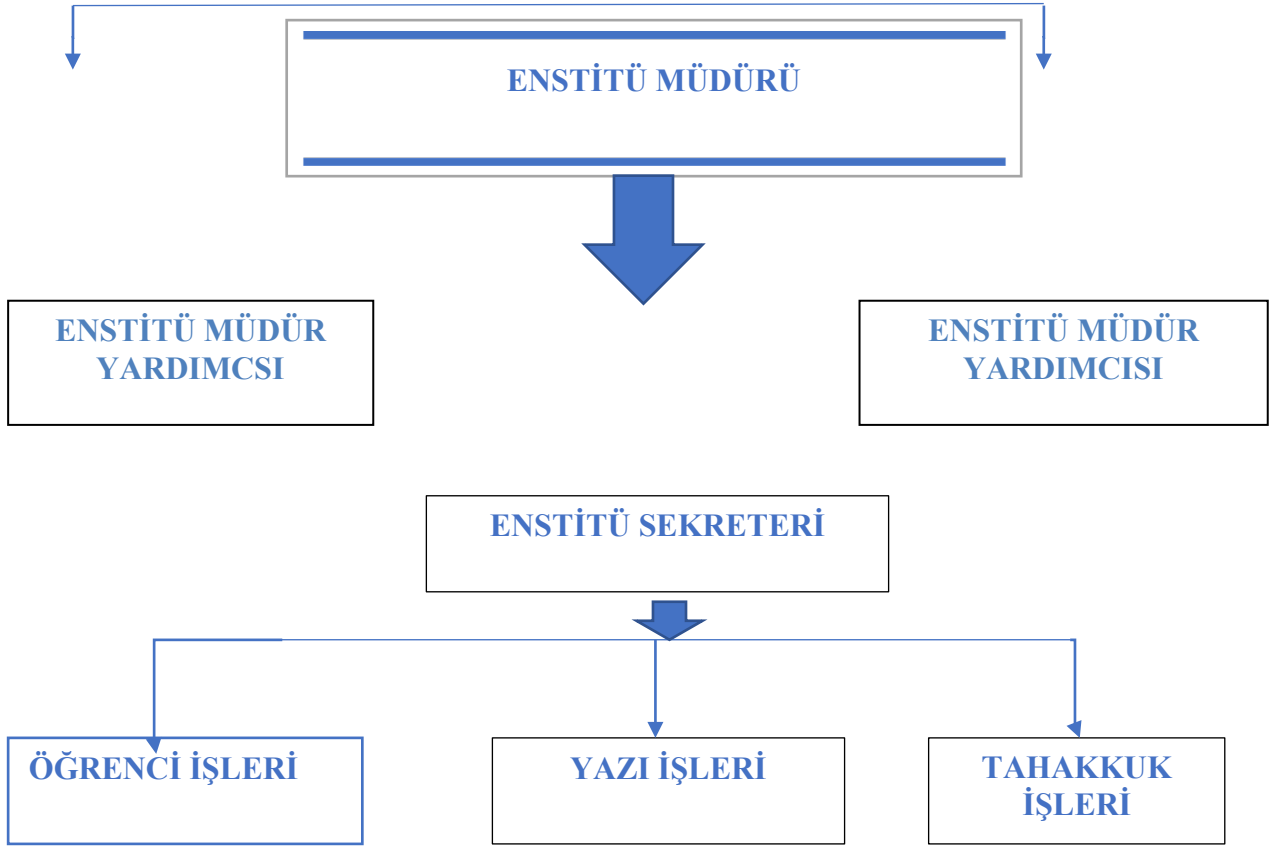 ENSTİTÜ MÜDÜRÜ
ENSTİTÜ MÜDÜR
YARDIMCSI
ENSTİTÜ MÜDÜR
YARDIMCISI
ENSTİTÜ SEKRETERİ
ÖĞRENCİ İŞLERİ
YAZI İŞLERİ
TAHAKKUK
İŞLERİ